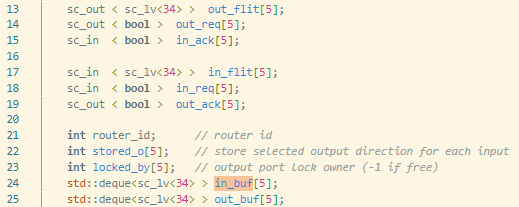 13 sc_out < sc_lv<34> > out_flit[5];
14 sc_out < bool > out_req[5];
15 sc_in < bool > in_ack[5];
16
17 sc_in < sc_lv<34> > in_flit[5];
18 sc_in < bool > in_req[5];
19 sc_out < bool > out_ack[5];
20
21 int router_id; // router id
22 int stored_o[5]; // store selected output direction for each input
23 int locked_by[5]; // output port lock owner (-1 if free)
24 std::deque<sc_lv<34> > in_buf[5];
25 std::deque<sc_lv<34> > out_buf[5];